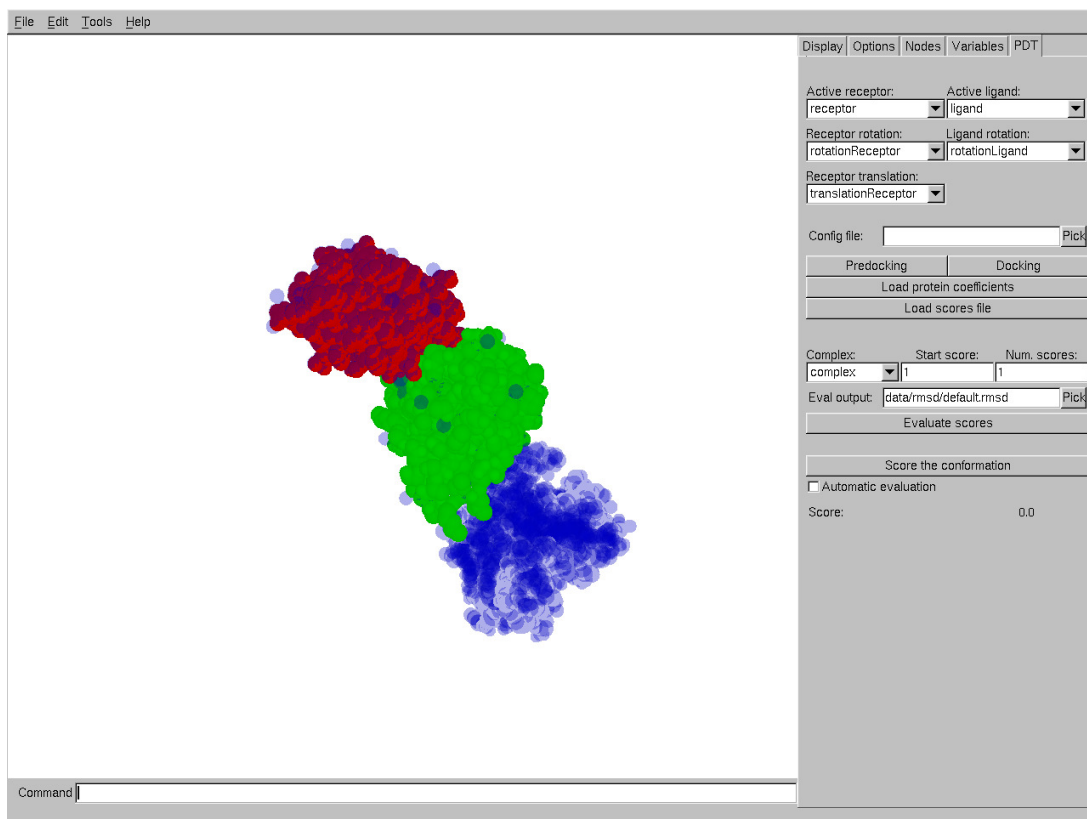 File Edit Tools Help
Display Options Nodes Variables PDT
Active receptor: Active ligand:
receptor ligand
Receptor rotation: Ligand rotation:
rotationReceptor rotationLigand
Receptor translation:
translationReceptor
Config file: Pick
Predocking Docking
Load protein coefficients
Load scores file
Complex: Start score: Num. scores:
complex 1 1
Eval output: data/rmsd/default.rmsd Pick
Evaluate scores
Score the conformation
Automatic evaluation
Score: 0.0
Command